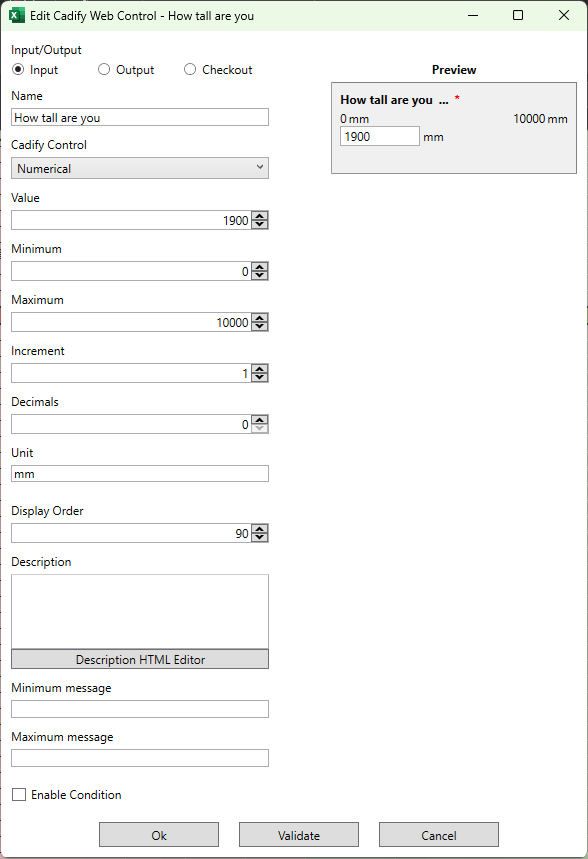 Edit Cadify Web Control - How tall are you
Input/Output
Input Output Checkout
Name
How tall are you
Cadify Control
Numerical
Value
1900
Minimum
0
Maximum
10000
Increment
1
Decimals
0
Unit
mm
Display Order
90
Description
Description HTML Editor
Minimum message
Maximum message
Enable Condition
Ok Validate Cancel
Preview
How tall are you ... *
0 mm 10000 mm
1900 mm